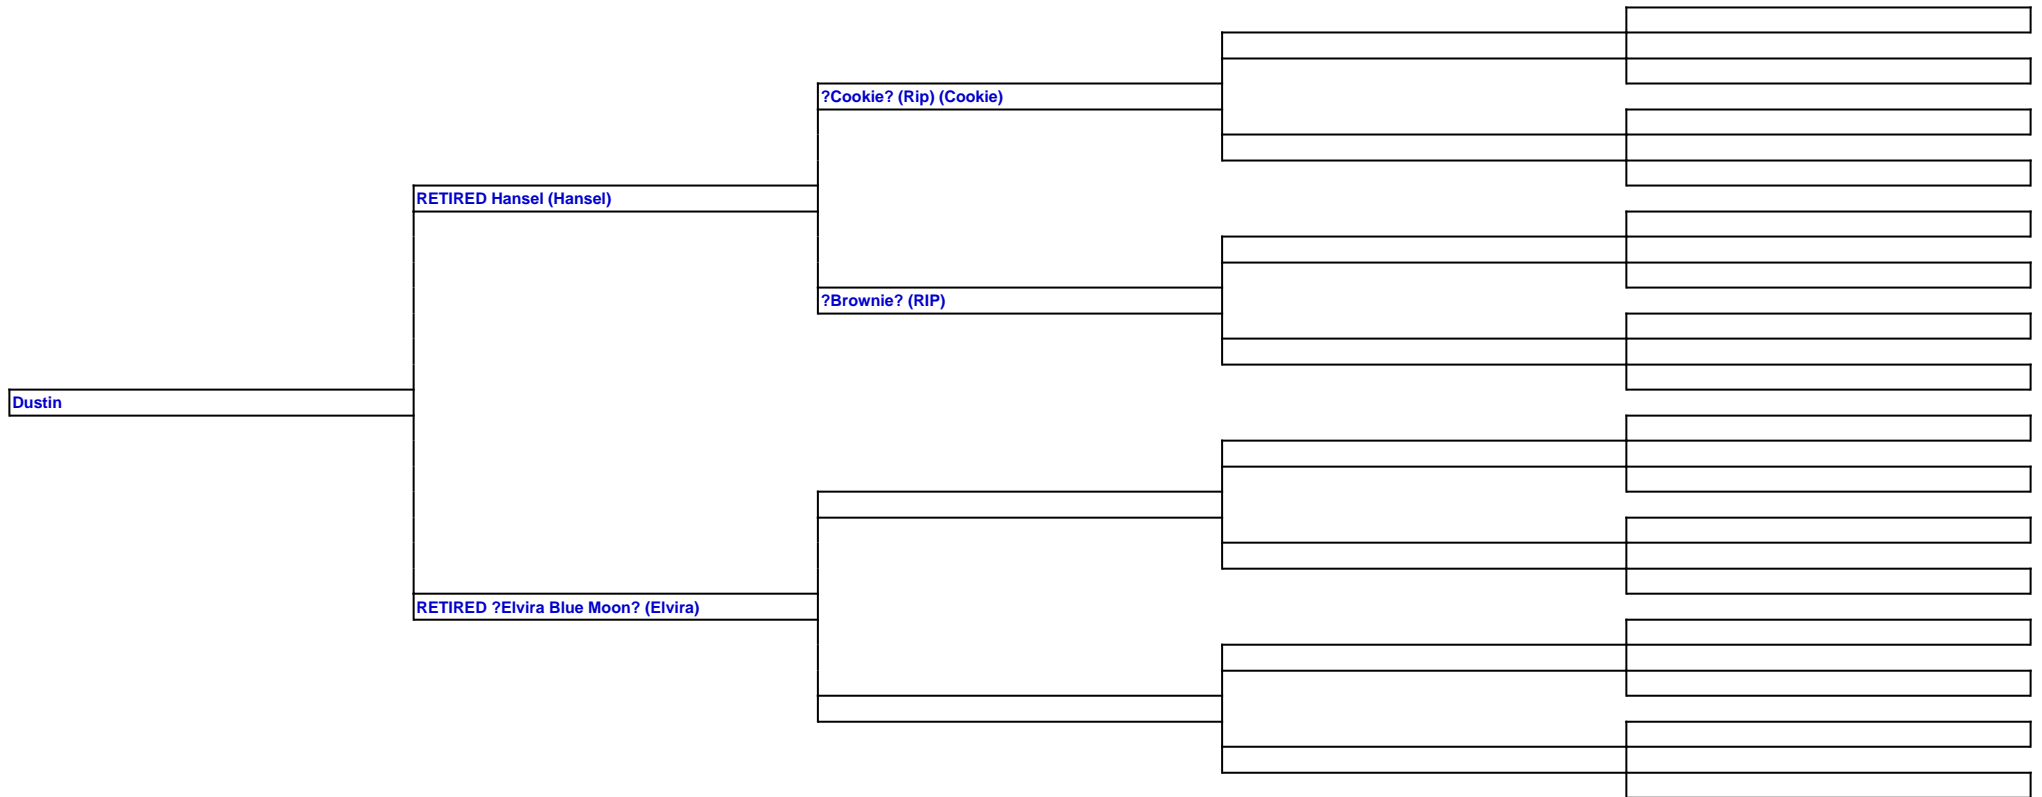 ?Cookie? (Rip) (Cookie)
RETIRED Hansel (Hansel)
?Brownie? (RIP)
Dustin
RETIRED ?Elvira Blue Moon? (Elvira)